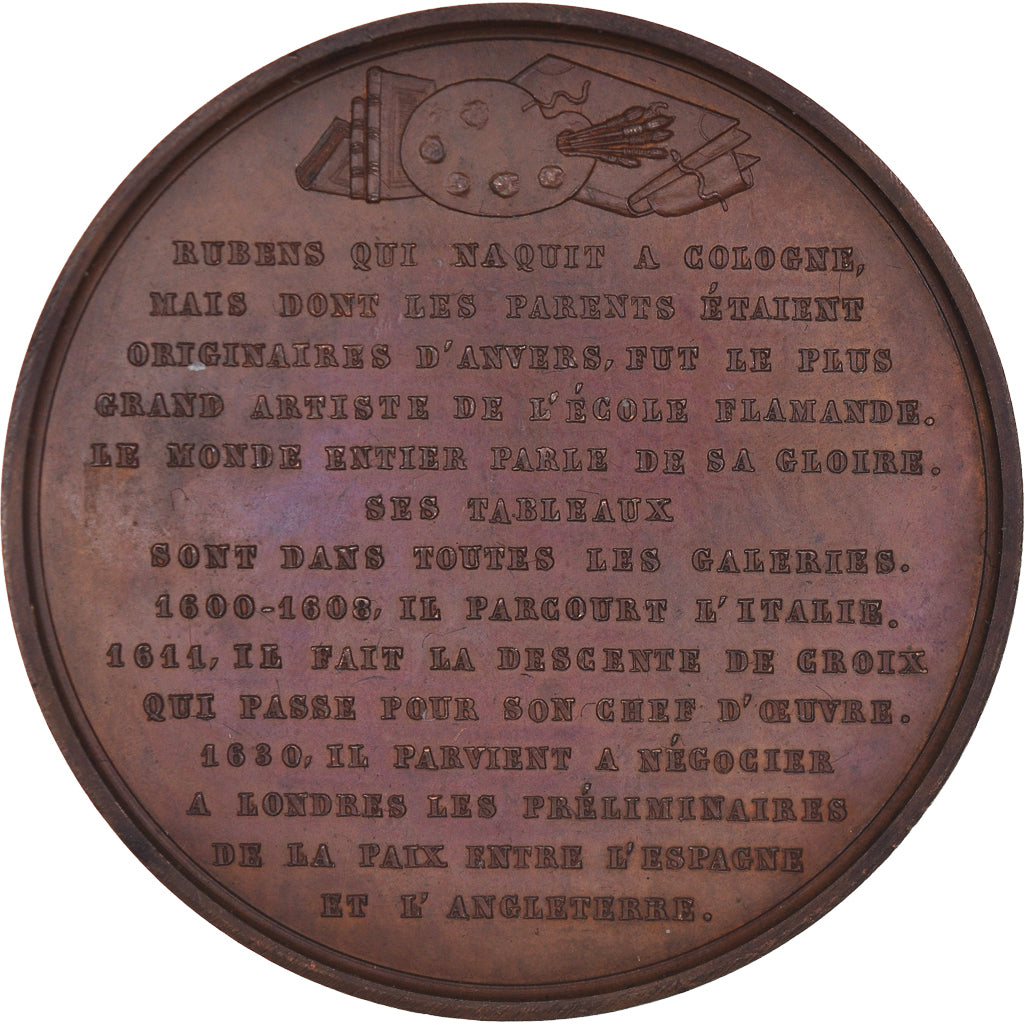 RUBENS QUI NAQUIT A COLOGNE,
MAIS DONT LES PARENTS ÉTAIENT
ORIGINAIRES D'ANVERS, FUT LE PLUS
GRAND ARTISTE DE L'ÉCOLE FLAMANDE.
LE MONDE ENTIER PARLE DE SA GLOIRE.
SES TABLEAUX
SONT DANS TOUTES LES GALERIES.
1600-1608, IL PARCOURT L'ITALIE.
1611, IL FAIT LA DESCENTE DE CROIX
QUI PASSE POUR SON CHEF D'ŒUVRE.
1630, IL PARVIENT A NÉGOCIER
A LONDRES LES PRÉLIMINAIRES
DE LA PAIX ENTRE L'ESPAGNE
ET L'ANGLETERRE.